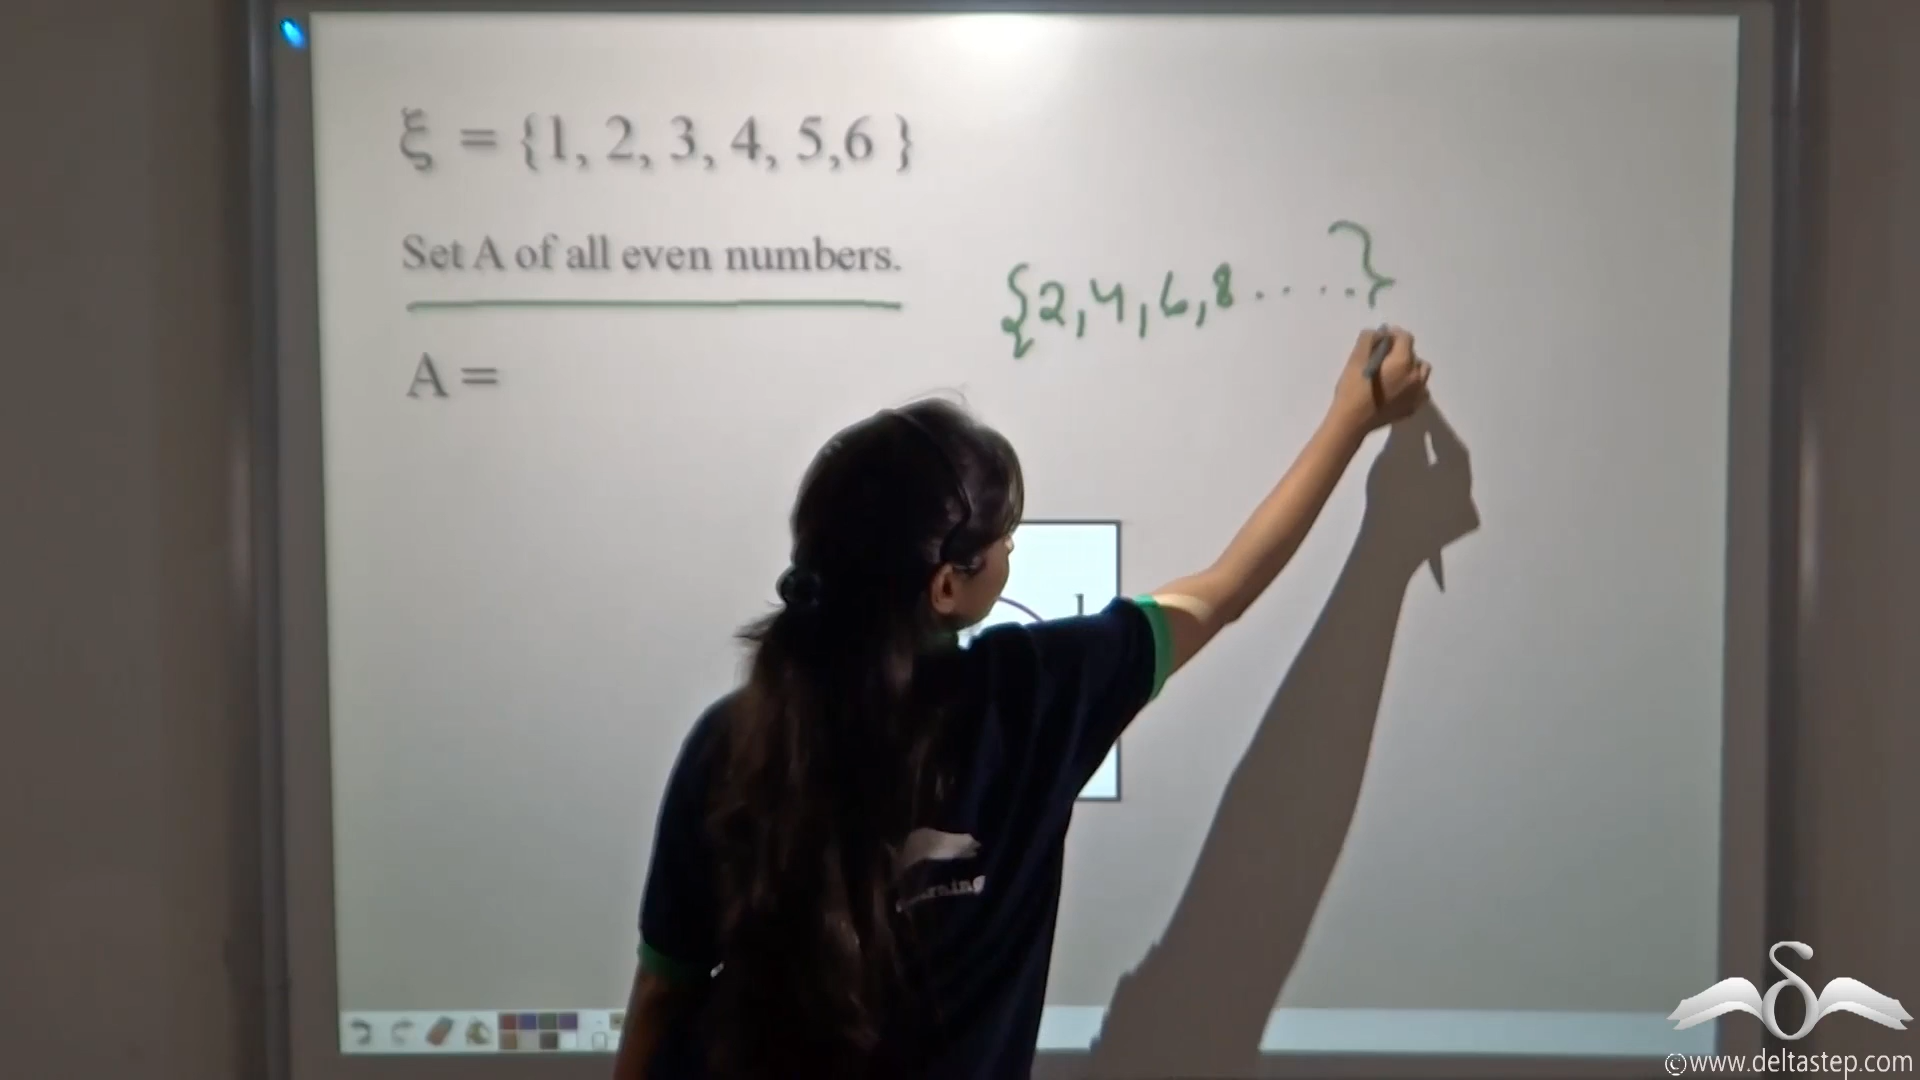 ξ = {1, 2, 3, 4, 5,6 }
Set A of all even numbers.
{2,4,6,8.....}
A =
©www.deltastep.com